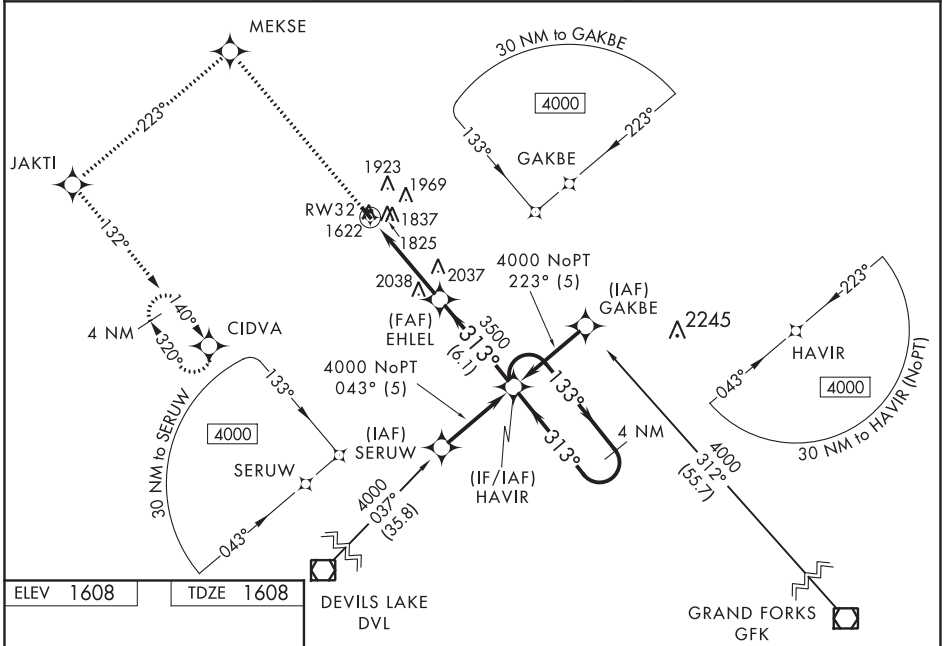 MEKSE
30 NM to GAKBE
4000
223°
133°
GAKBE
223°
JAKTI
1923
1969
RW32
1837
1622
1825
132°
2038
2037
4000 NoPT
223° (5)
(IAF)
GAKBE
2245
223°
HAVIR
043°
4000
30 NM to HAVIR (NoPT)
140°
4 NM
320°
CIDVA
(FAF)
EHLEL
3500
313°
(6.1)
4000 NoPT
043° (5)
133°
4 NM
313°
(IAF)
SERUW
(IF/IAF)
HAVIR
133°
4000
SERUW
043°
30 NM to SERUW
4000
037°
(35.8)
4000
312°
(55.7)
ELEV 1608
TDZE 1608
DEVILS LAKE
DVL
GRAND FORKS
GFK